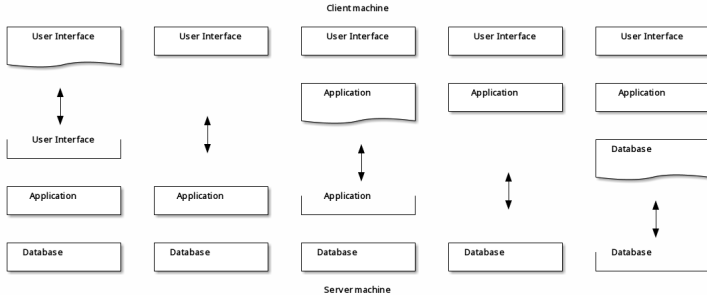 Client machine
User Interface
User Interface
User Interface
User Interface
User Interface
Application
Application
Application
Database
User Interface
Application
Application
Application
Database
Database
Database
Database
Database
Server machine